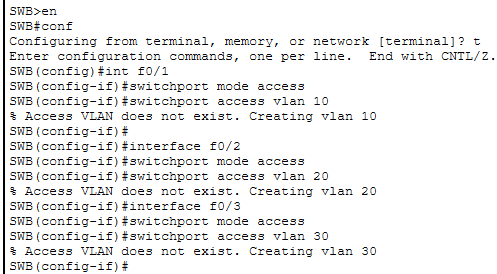 SWB>en
SWB#conf
Configuring from terminal, memory, or network [terminal]? t
Enter configuration commands, one per line.  End with CNTL/Z.
SWB(config)#int f0/1
SWB(config-if)#switchport mode access
SWB(config-if)#switchport access vlan 10
% Access VLAN does not exist. Creating vlan 10
SWB(config-if)#
SWB(config-if)#interface f0/2
SWB(config-if)#switchport mode access
SWB(config-if)#switchport access vlan 20
% Access VLAN does not exist. Creating vlan 20
SWB(config-if)#interface f0/3
SWB(config-if)#switchport mode access
SWB(config-if)#switchport access vlan 30
% Access VLAN does not exist. Creating vlan 30
SWB(config-if)#